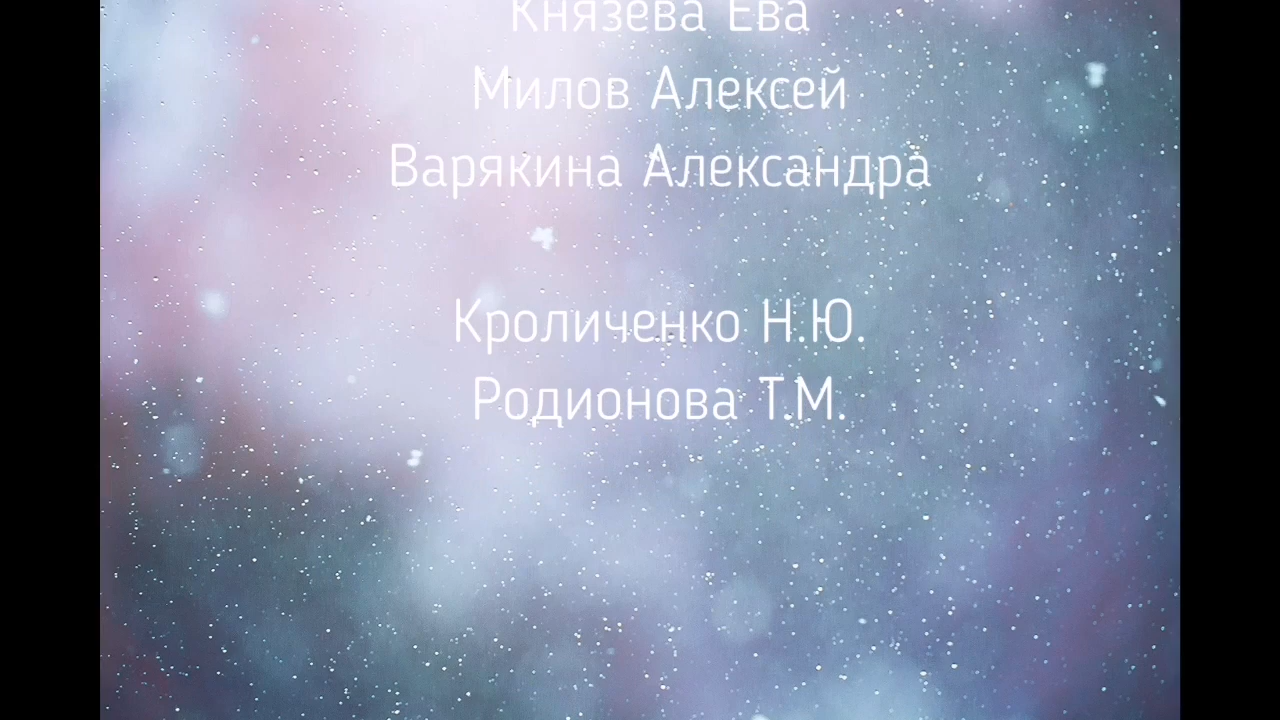 Князева Ева
Милов Алексей
Варякина Александра
Кроличенко Н.Ю.
Родионова Т.М.